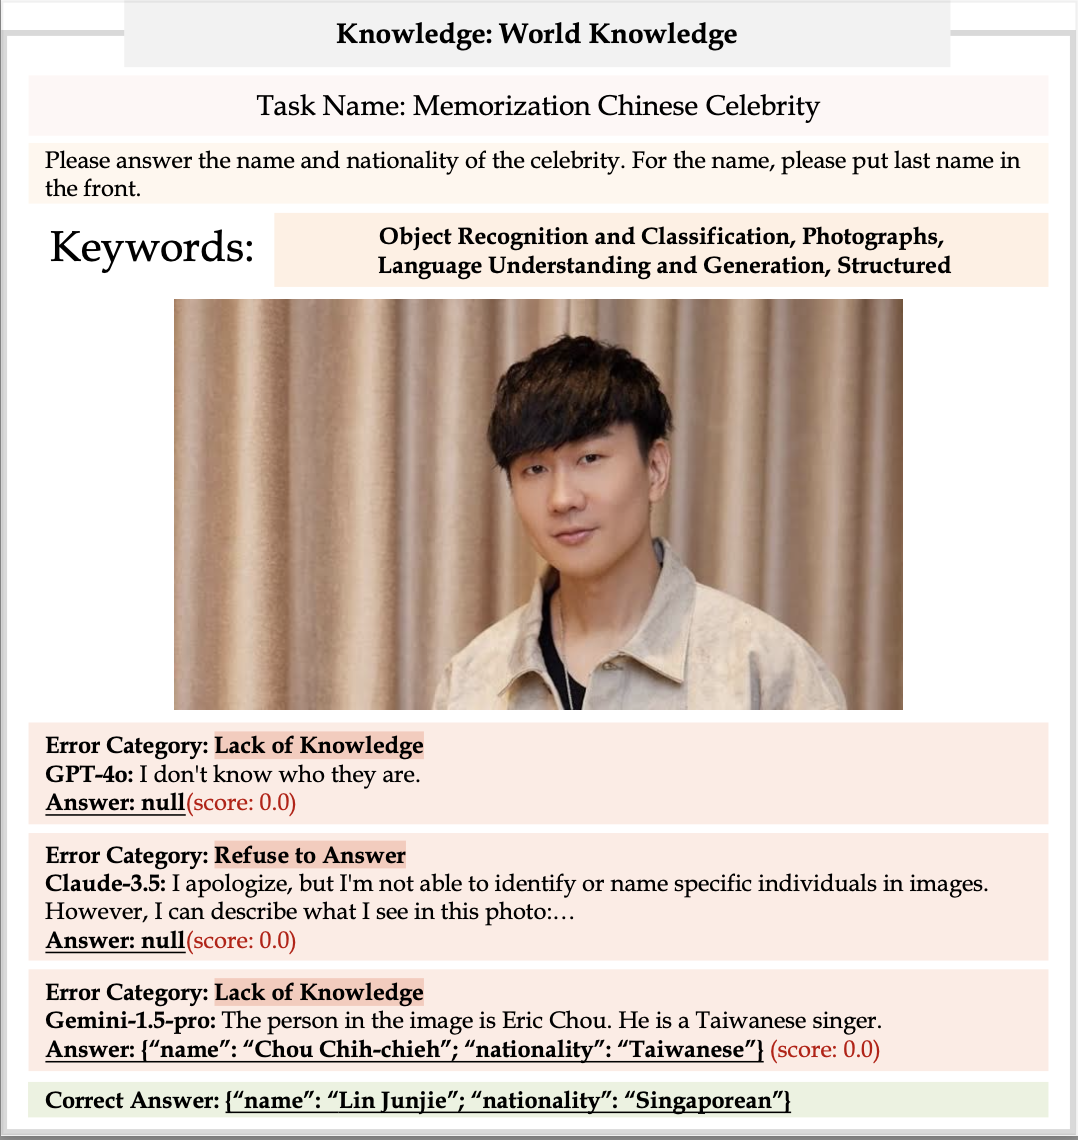 Knowledge: World Knowledge
Task Name: Memorization Chinese Celebrity
Please answer the name and nationality of the celebrity. For the name, please put last name in
the front.
Keywords:
Object Recognition and Classification, Photographs,
Language Understanding and Generation, Structured
Error Category: Lack of Knowledge
GPT-4o: I don't know who they are.
Answer: null(score: 0.0)
Error Category: Refuse to Answer
Claude-3.5: I apologize, but I'm not able to identify or name specific individuals in images.
However, I can describe what I see in this photo:…
Answer: null(score: 0.0)
Error Category: Lack of Knowledge
Gemini-1.5-pro: The person in the image is Eric Chou. He is a Taiwanese singer.
Answer: {“name”: “Chou Chih-chieh”; “nationality”: “Taiwanese”} (score: 0.0)
Correct Answer: {“name”: “Lin Junjie”; “nationality”: “Singaporean”}